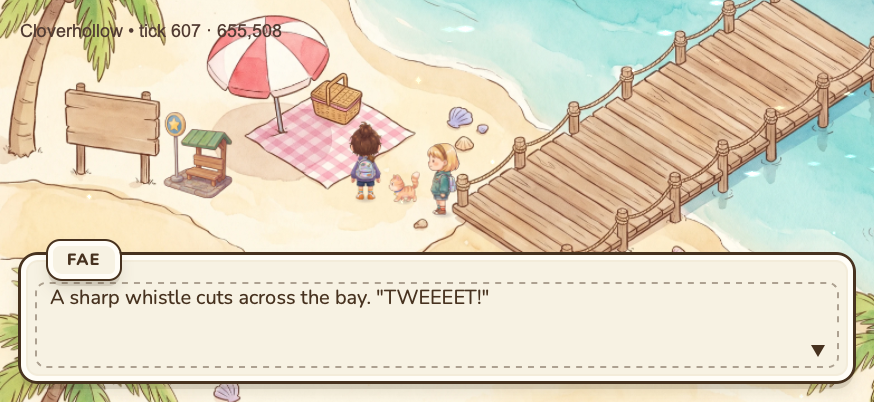 Cloverhollow • tick 607 · 655,508
FAE
A sharp whistle cuts across the bay. "TWEEEET!"